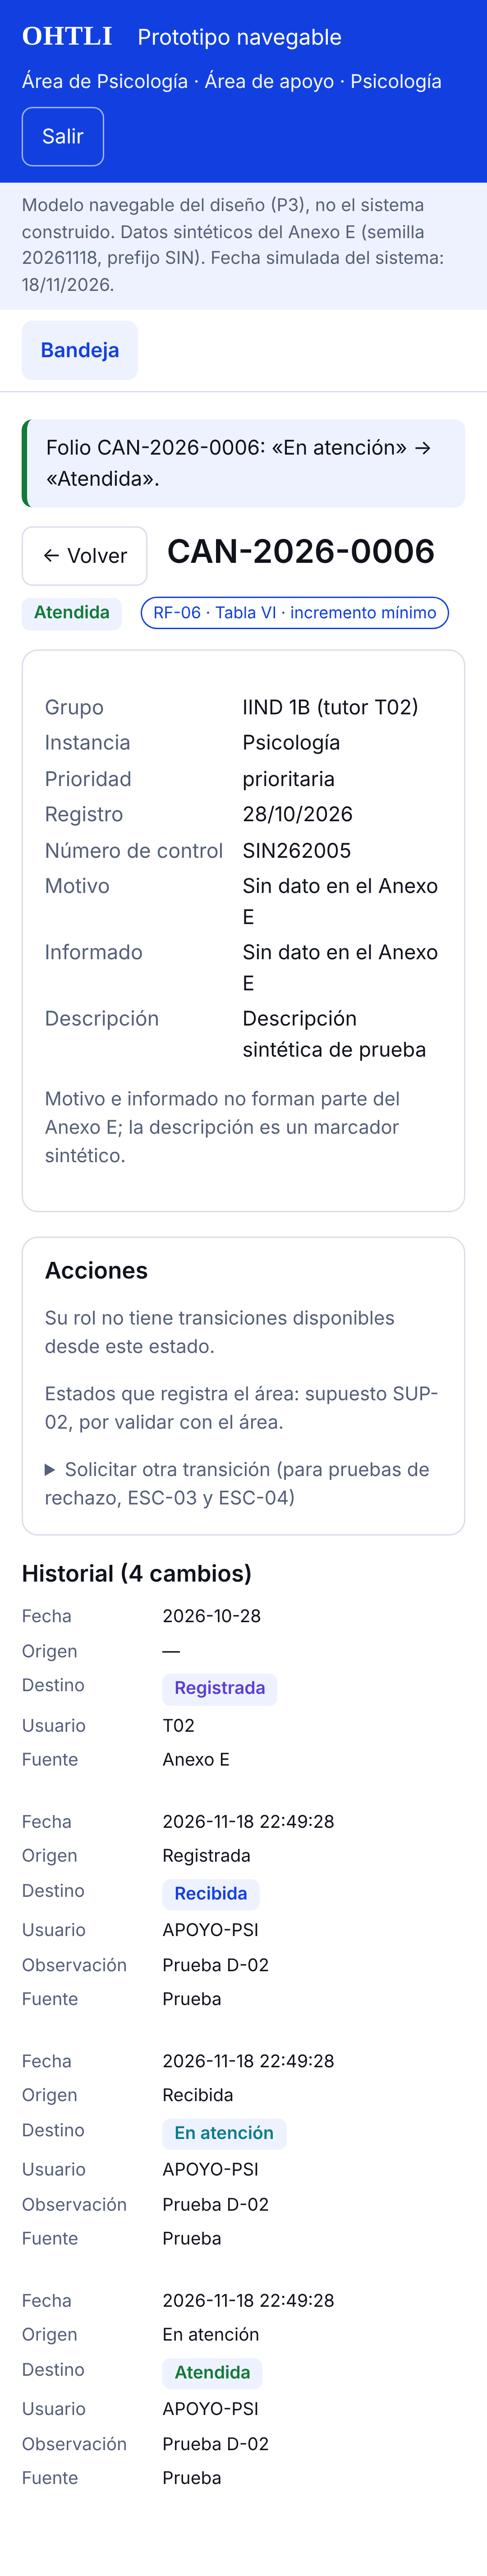 OHTLI Prototipo navegable
Área de Psicología · Área de apoyo · Psicología
Salir
Modelo navegable del diseño (P3), no el sistema
construido. Datos sintéticos del Anexo E (semilla
20261118, prefijo SIN). Fecha simulada del sistema:
18/11/2026.
Bandeja
Folio CAN-2026-0006: «En atención» →
«Atendida».
← Volver CAN-2026-0006
Atendida RF-06 · Tabla VI · incremento mínimo
Grupo IIND 1B (tutor T02)
Instancia Psicología
Prioridad prioritaria
Registro 28/10/2026
Número de control SIN262005
Motivo Sin dato en el Anexo
E
Informado Sin dato en el Anexo
E
Descripción Descripción
sintética de prueba
Motivo e informado no forman parte del
Anexo E; la descripción es un marcador
sintético.
Acciones
Su rol no tiene transiciones disponibles
desde este estado.
Estados que registra el área: supuesto SUP-
02, por validar con el área.
▶ Solicitar otra transición (para pruebas de
rechazo, ESC-03 y ESC-04)
Historial (4 cambios)
Fecha 2026-10-28
Origen —
Destino Registrada
Usuario T02
Fuente Anexo E
Fecha 2026-11-18 22:49:28
Origen Registrada
Destino Recibida
Usuario APOYO-PSI
Observación Prueba D-02
Fuente Prueba
Fecha 2026-11-18 22:49:28
Origen Recibida
Destino En atención
Usuario APOYO-PSI
Observación Prueba D-02
Fuente Prueba
Fecha 2026-11-18 22:49:28
Origen En atención
Destino Atendida
Usuario APOYO-PSI
Observación Prueba D-02
Fuente Prueba